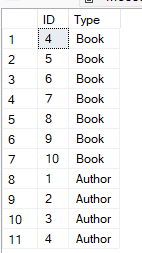 ID Type
1 4 Book
2 5 Book
3 6 Book
4 7 Book
5 8 Book
6 9 Book
7 10 Book
8 1 Author
9 2 Author
10 3 Author
11 4 Author